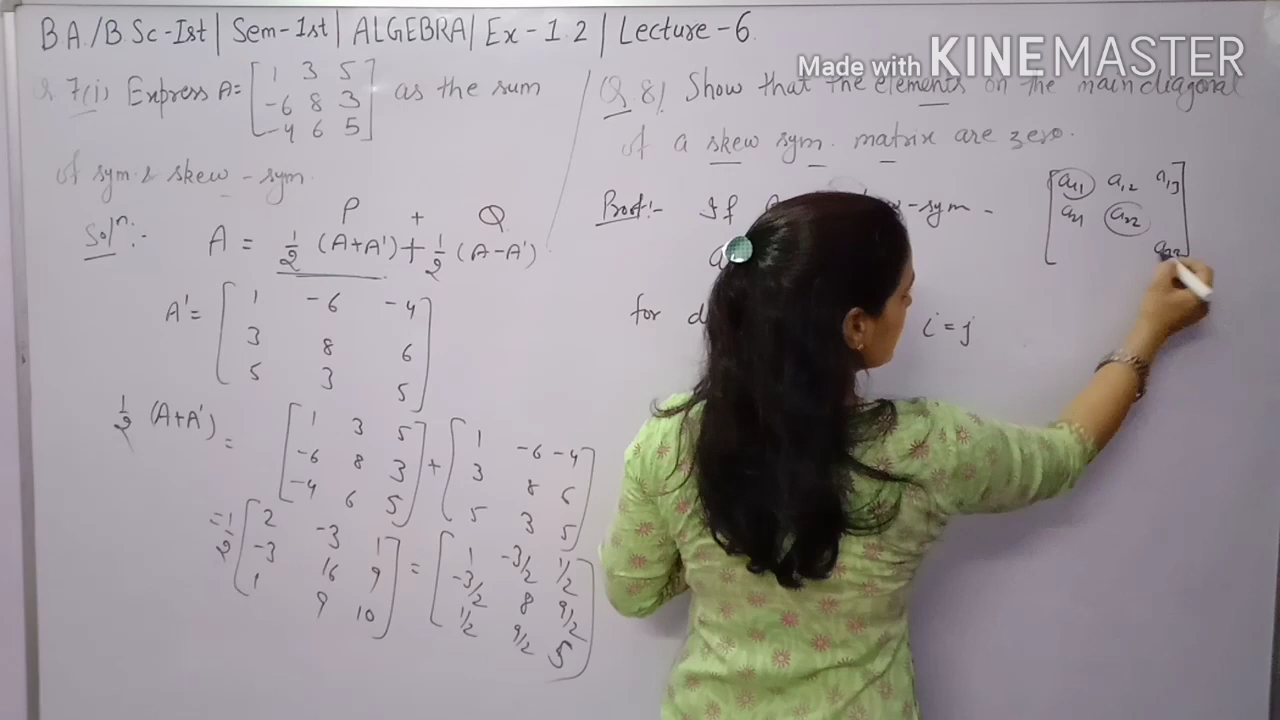 B.A./B.Sc-Ist | Sem-Ist | ALGEBRA | Ex-1.2 | Lecture-6
Made with KINEMASTER
Q 7(i) Express A = [1 3 5
-6 8 3
-4 6 5] as the sum
of sym & skew-sym.
Soln:- A = P + Q
1/2 (A+A') + 1/2 (A-A')
A' = [1 -6 -4
3 8 6
5 3 5]
1/2 (A+A') = [1 3 5
-6 8 3
-4 6 5] + [1 -6 -4
3 8 6
5 3 5]
= 1/2 [2 -3 1
-3 16 9
1 9 10] = [1 -3/2 1/2
-3/2 8 9/2
1/2 9/2 5]
Q 8) Show that the elements on the main diagonal
of a skew sym. matrix are zero.
Proof:- If -sym -
for i = j
[a11 a12 a13
a21 a22
a33]